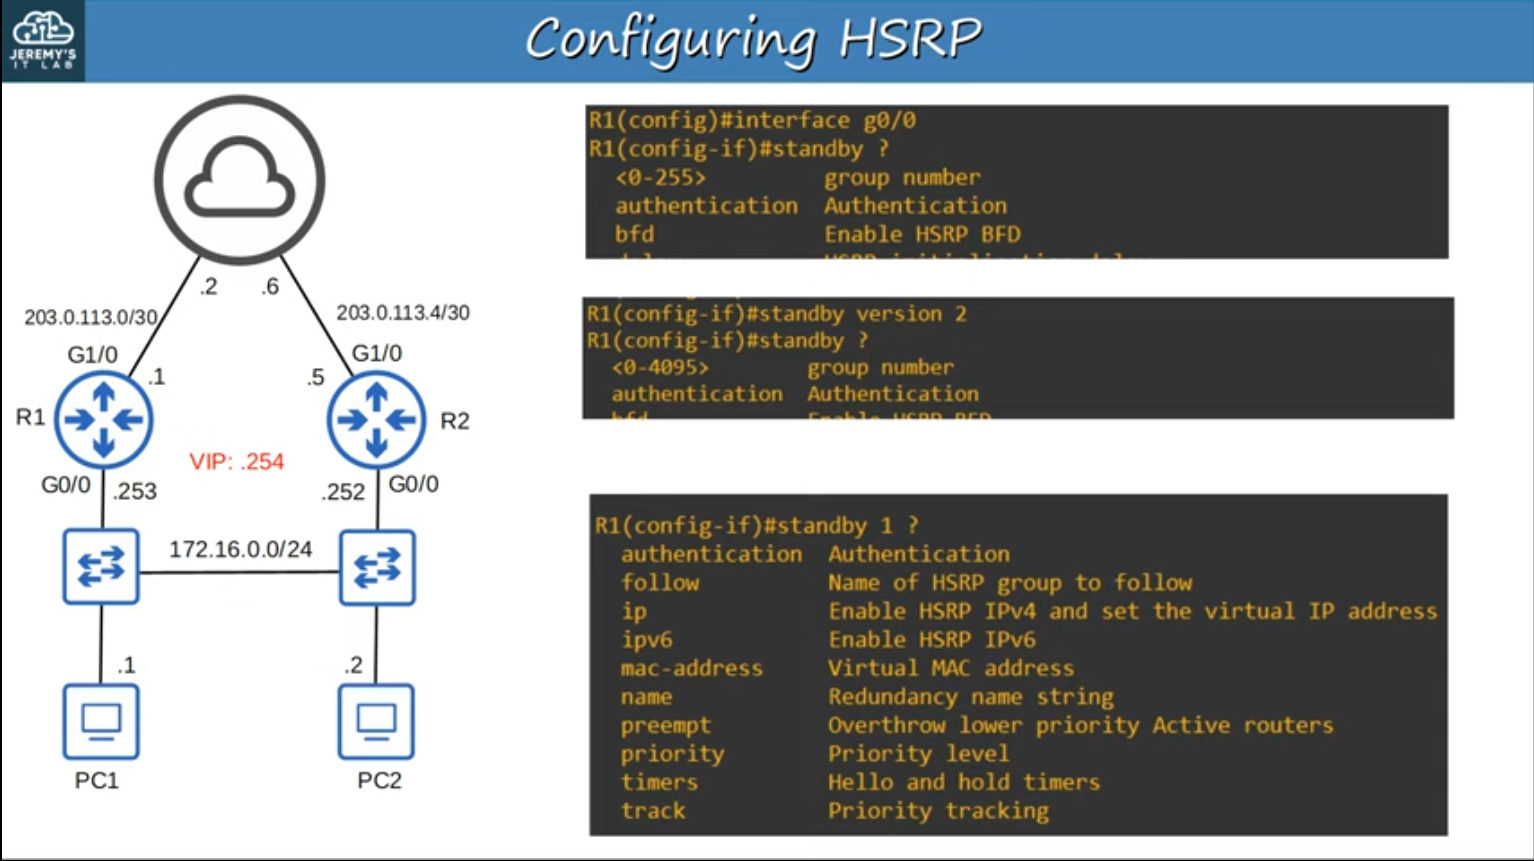 JEREMY'S
IT LAB
Configuring HSRP
.2
.6
203.0.113.0/30
203.0.113.4/30
G1/0
G1/0
.1
.5
R1
R2
VIP: .254
G0/0
.253
.252
G0/0
172.16.0.0/24
.1
.2
PC1
PC2
R1(config)#interface g0/0
R1(config-if)#standby ?
<0-255> group number
authentication Authentication
bfd Enable HSRP BFD
R1(config-if)#standby version 2
R1(config-if)#standby ?
<0-4095> group number
authentication Authentication
bfd Enable HSRP BFD
R1(config-if)#standby 1 ?
authentication Authentication
follow Name of HSRP group to follow
ip Enable HSRP IPv4 and set the virtual IP address
ipv6 Enable HSRP IPv6
mac-address Virtual MAC address
name Redundancy name string
preempt Overthrow lower priority Active routers
priority Priority level
timers Hello and hold timers
track Priority tracking